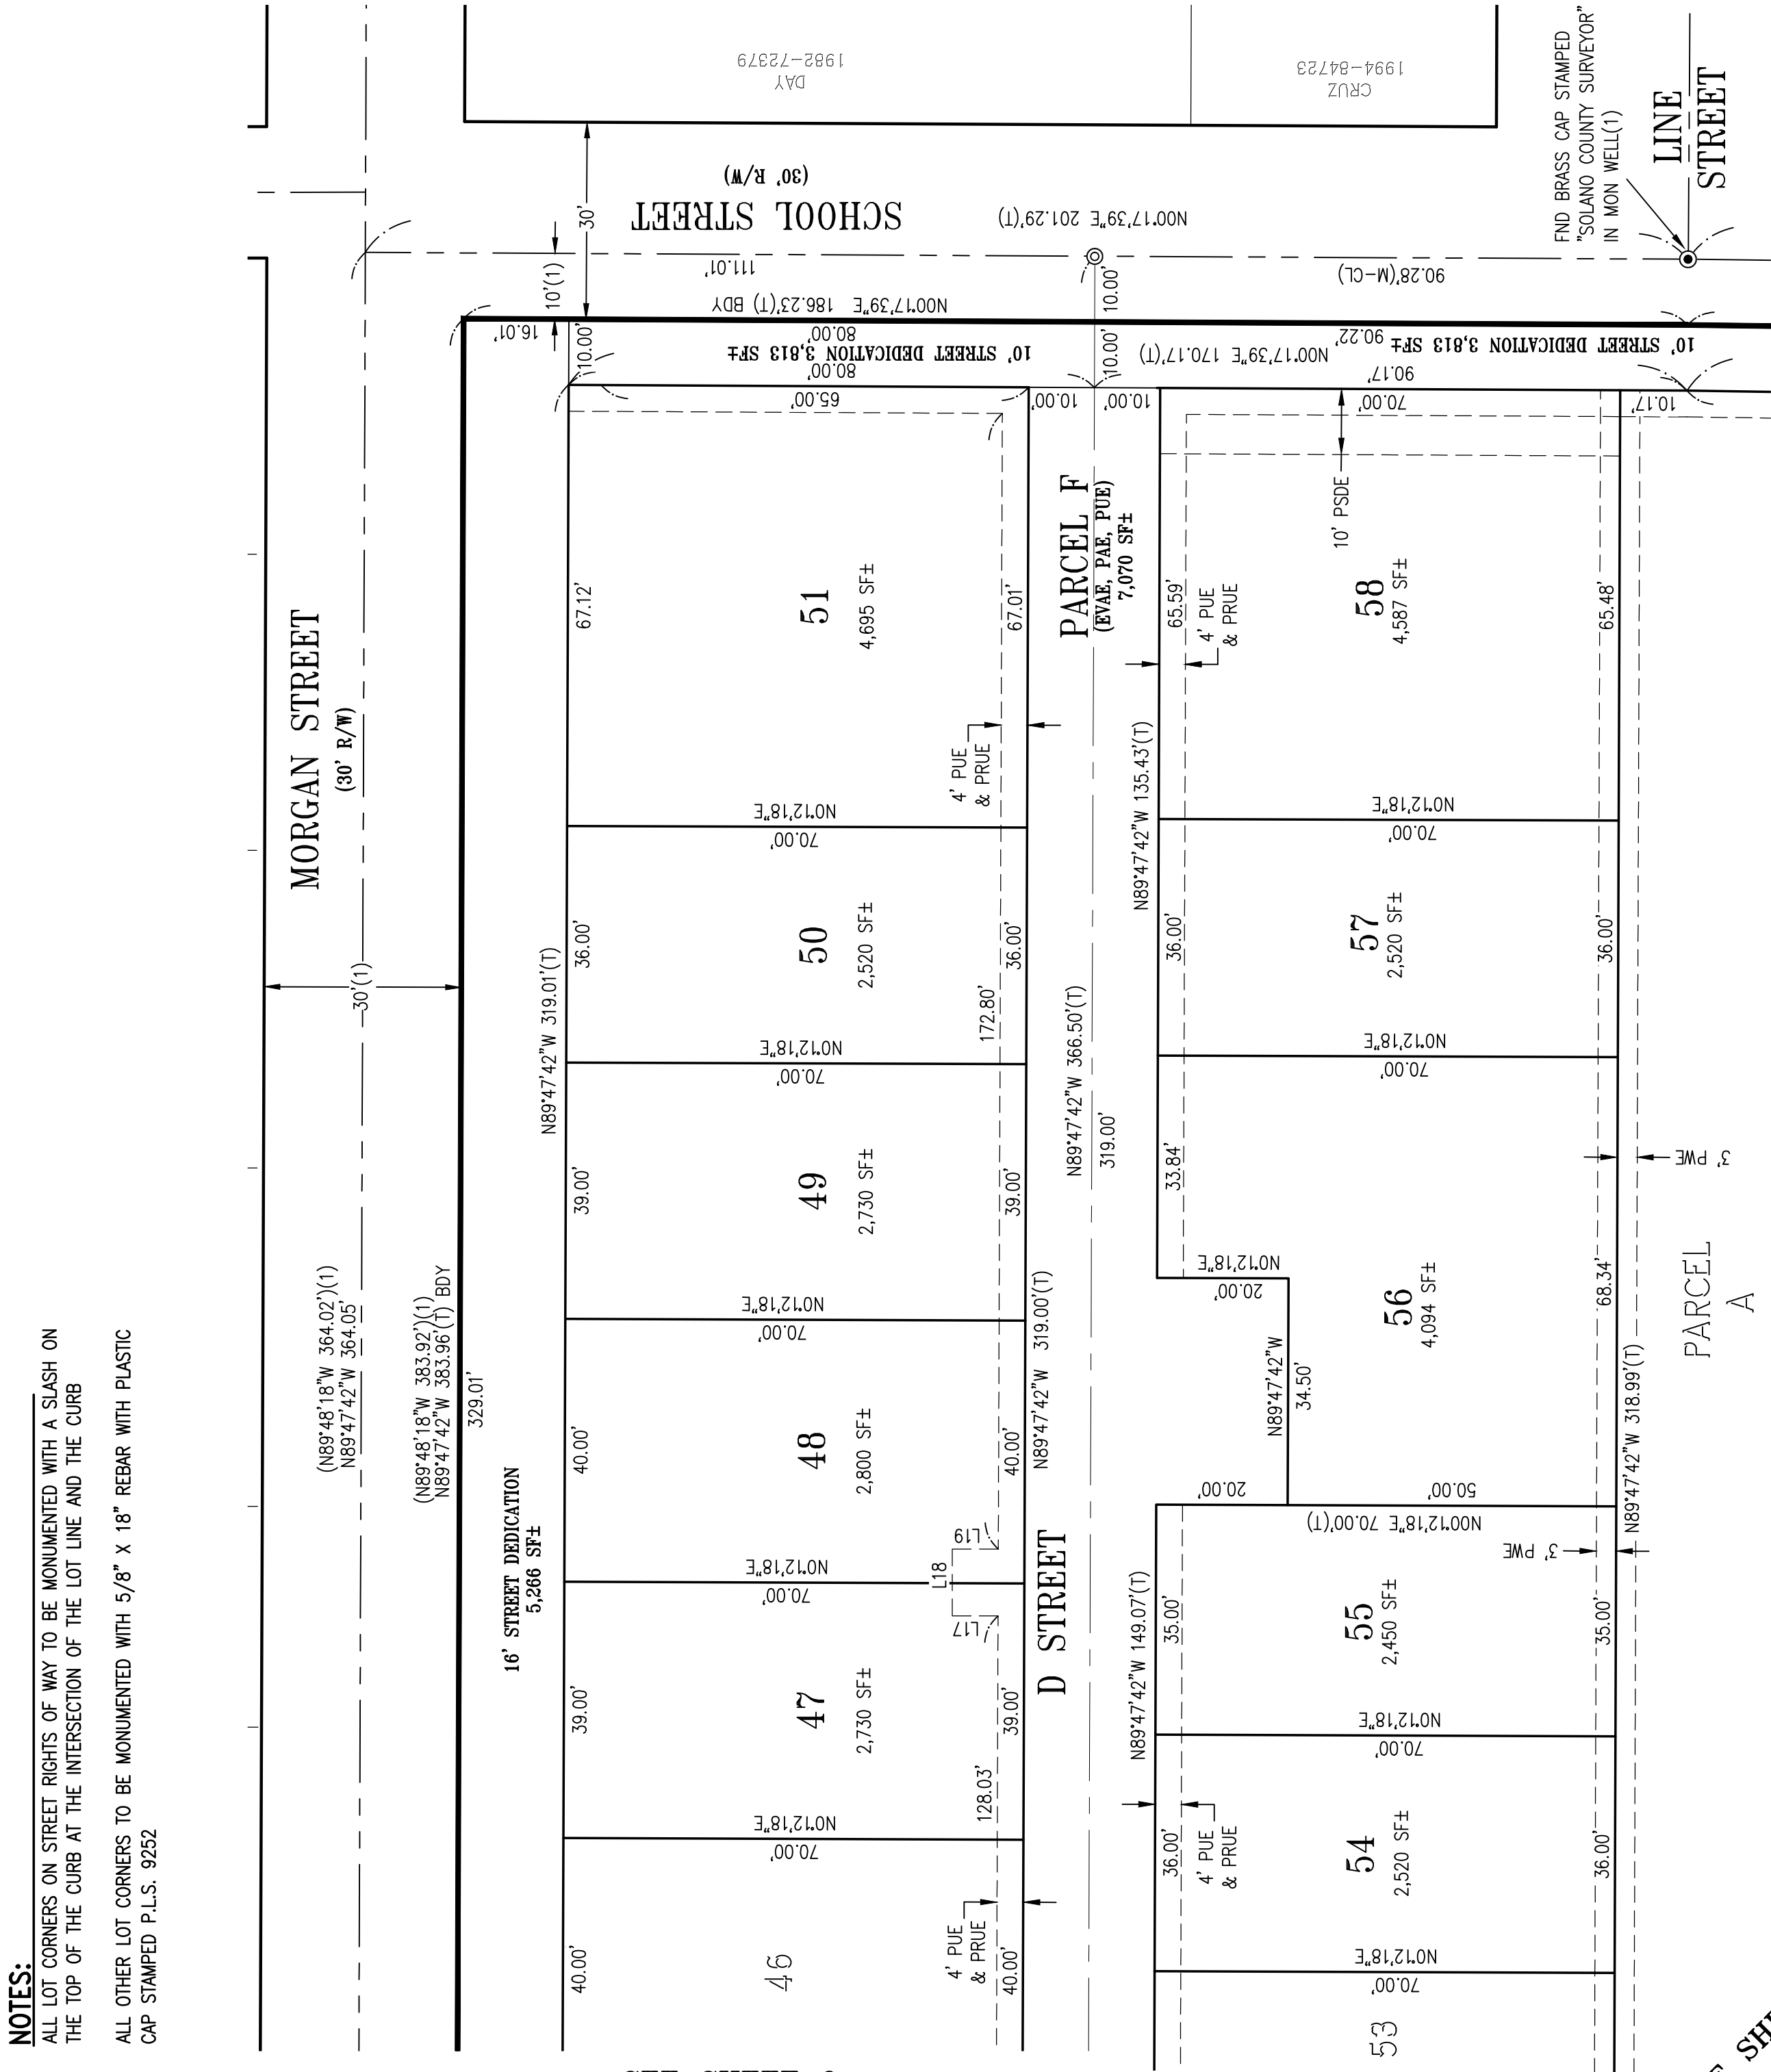 NOTES:
ALL LOT CORNERS ON STREET RIGHTS OF WAY TO BE MONUMENTED WITH A SLASH ON
THE TOP OF THE CURB AT THE INTERSECTION OF THE LOT LINE AND THE CURB
ALL OTHER LOT CORNERS TO BE MONUMENTED WITH 5/8" X 18" REBAR WITH PLASTIC
CAP STAMPED P.L.S. 9252
MORGAN STREET
(30' R/W)
30'(1)
(N89°48'18"W 364.02')(1)
N89°47'42"W 364.05'
(N89°48'18"W 383.92')(1)
N89°47'42"W 383.96'(T) BDY
329.01'
16' STREET DEDICATION
5,266 SF±
N89°47'42"W 319.01'(T)
DAY
1982-72379
CRUZ
1994-84723
SCHOOL STREET
(30' R/W)
30'
10'(1)
111.01'
N00°17'39"E 201.29'(T)
90.28'(M-CL)
N00°17'39"E 186.23'(T) BDY
16.01'
10.00'
80.00'
10' STREET DEDICATION 3,813 SF±
80.00'
65.00'
10.00'
10.00'
10.00'
10.00'
N00°17'39"E 170.17'(T)
90.22'
10' STREET DEDICATION 3,813 SF±
90.17'
70.00'
10.17'
FND BRASS CAP STAMPED
"SOLANO COUNTY SURVEYOR"
IN MON WELL(1)
LINE
STREET
67.12'
51
4,695 SF±
67.01'
4' PUE
& PRUE
N0°12'18"E
70.00'
36.00'
50
2,520 SF±
36.00'
172.80'
N0°12'18"E
70.00'
39.00'
49
2,730 SF±
39.00'
N0°12'18"E
70.00'
40.00'
48
2,800 SF±
40.00'
N89°47'42"W 319.00'(T)
L19
L18
L17
N0°12'18"E
70.00'
39.00'
47
2,730 SF±
39.00'
128.03'
N0°12'18"E
70.00'
40.00'
46
4' PUE
& PRUE
40.00'
PARCEL F
(EVAE, PAE, PUE)
7,070 SF±
N89°47'42"W 366.50'(T)
319.00'
D STREET
N89°47'42"W 135.43'(T)
65.59'
4' PUE
& PRUE
10' PSDE
58
4,587 SF±
65.48'
N0°12'18"E
70.00'
36.00'
57
2,520 SF±
36.00'
N0°12'18"E
70.00'
33.84'
N0°12'18"E
20.00'
N89°47'42"W
34.50'
56
4,094 SF±
68.34'
20.00'
50.00'
N00°12'18"E 70.00'(T)
3' PWE
3' PWE
N89°47'42"W 318.99'(T)
PARCEL
A
N89°47'42"W 149.07'(T)
35.00'
55
2,450 SF±
35.00'
N0°12'18"E
70.00'
36.00'
4' PUE
& PRUE
54
2,520 SF±
36.00'
N0°12'18"E
70.00'
53